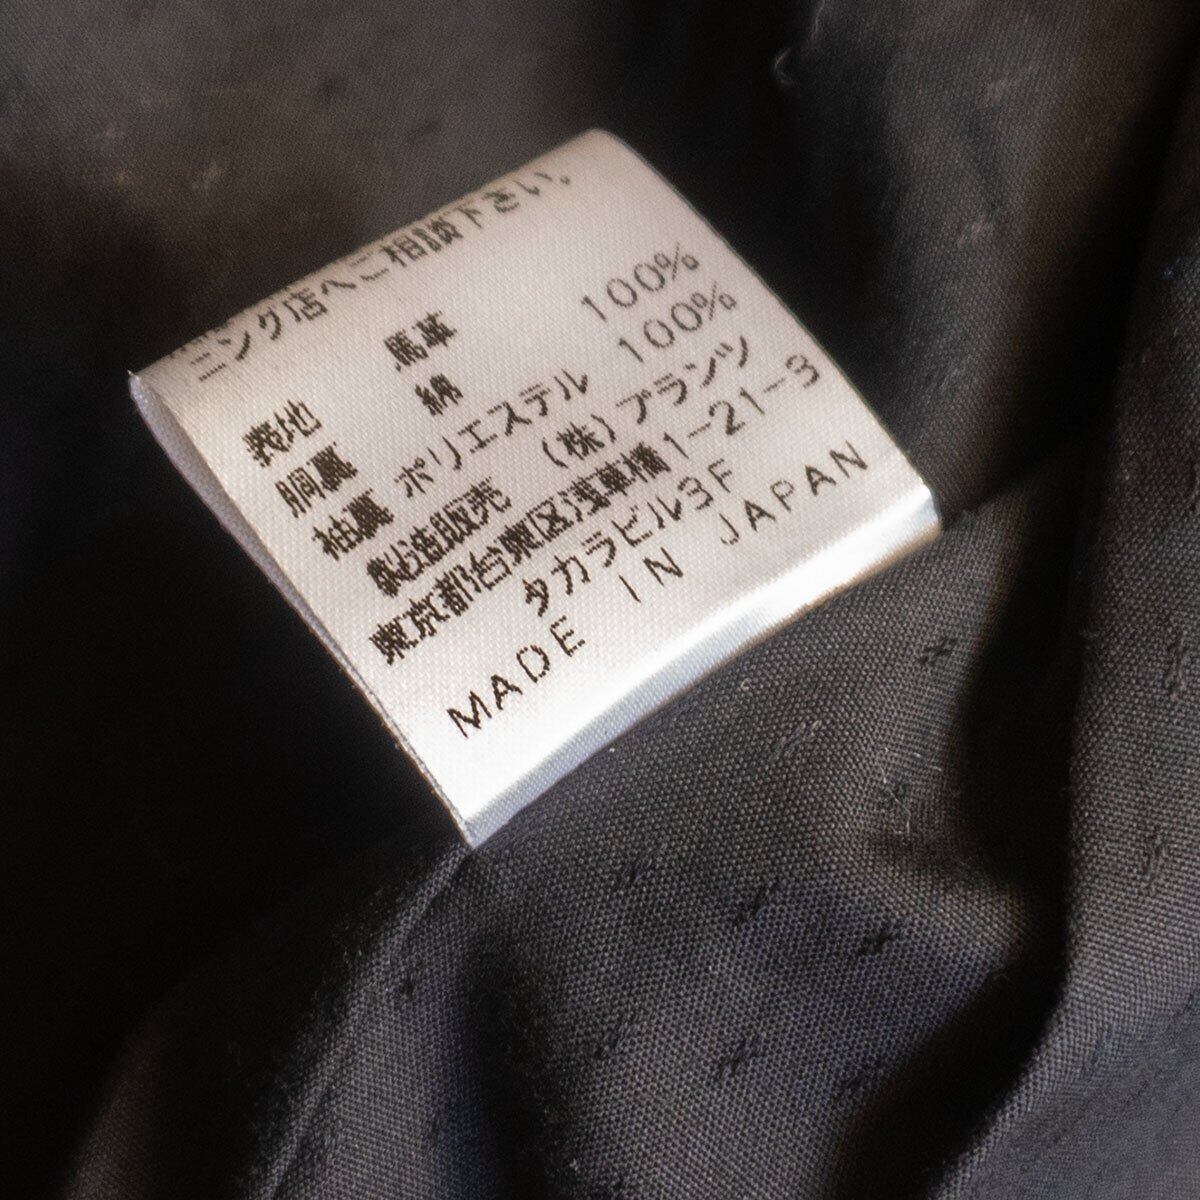 ニング店へご相談下さい。
表地 馬革
胴裏 綿 100%
袖裏 ポリエステル 100%
製造販売 (株)プランツ
東京都台東区浅草橋1-21-3
タカラビル3F
MADE IN JAPAN